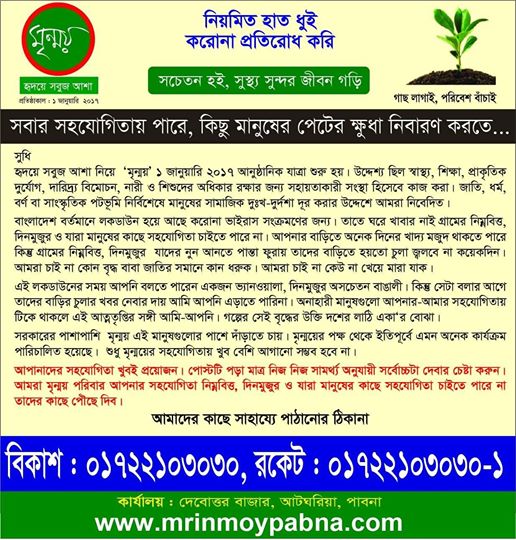 নিয়মিত হাত ধুই
করোনা প্রতিরোধ করি
মৃন্ময়
হৃদয়ে সবুজ আশা
প্রতিষ্ঠাকাল : ১ জানুয়ারি ২০১৭
সচেতন হই, সুস্থ্য সুন্দর জীবন গড়ি
গাছ লাগাই, পরিবেশ বাঁচাই
সবার সহযোগিতায় পারে, কিছু মানুষের পেটের ক্ষুধা নিবারণ করতে...
সুধি
হৃদয়ে সবুজ আশা নিয়ে ‘মৃন্ময়’ ১ জানুয়ারি ২০১৭ আনুষ্ঠানিক যাত্রা শুরু হয়। উদ্দেশ্য ছিল স্বাস্থ্য, শিক্ষা, প্রাকৃতিক
দুর্যোগ, দারিদ্র্য বিমোচন, নারী ও শিশুদের অধিকার রক্ষার জন্য সহায়তাকারী সংস্থা হিসেবে কাজ করা। জাতি, ধর্ম,
বর্ণ বা সাংস্কৃতিক পটভূমি নির্বিশেষে মানুষের সামাজিক দুঃখ-দুর্দশা দূর করার উদ্দেশে আমরা নিবেদিত।
বাংলাদেশ বর্তমানে লকডাউন হয়ে আছে করোনা ভাইরাস সংক্রমণের জন্য। তাতে ঘরে খাবার নাই গ্রামের নিম্নবিত্ত,
দিনমুজুর ও যারা মানুষের কাছে সহযোগিতা চাইতে পারে না। আপনার বাড়িতে অনেক দিনের খাদ্য মজুদ থাকতে পারে
কিন্তু গ্রামের নিম্নবিত্ত, দিনমুজুর যাদের নুন আনতে পান্তা ফুরায় তাদের বাড়িতে হয়তো চুলা জ্বলবে না কয়েকদিন।
আমরা চাই না কোন বৃদ্ধ বাবা জাতির সমানে কান ধরুক। আমরা চাই না কেউ না খেয়ে মারা যাক।
এই লকডাউনের সময় আপনি বলতে পারেন একজন ভ্যানওয়ালা, দিনমুজুর অসচেতন বাঙালী। কিন্তু সেটা বলার আগে
তাদের বাড়ির চুলার খবর নেবার দায় আমি আপনি এড়াতে পারিনা। অনাহারী মানুষগুলো আপনার-আমার সহযোগিতায়
টিকে থাকলে এই আত্নতৃপ্তির সঙ্গী আমি-আপনি। গল্পের সেই বৃদ্ধের উক্তি দশের লাঠি একা’র বোঝা।
সরকারের পাশাপাশি মৃন্ময় এই মানুষগুলোর পাশে দাঁড়াতে চায়। মৃন্ময়ের পক্ষ থেকে ইতিপূর্বে এমন অনেক কার্যক্রম
পারিচালিত হয়েছে। শুধু মৃন্ময়ের সহযোগিতায় খুব বেশি আগানো সম্ভব হবে না।
আপানাদের সহযোগিতা খুবই প্রয়োজন। পোস্টটি পড়া মাত্র নিজ নিজ সামর্থ্য অনুযায়ী সর্বোচ্চটা দেবার চেষ্টা করুন।
আমরা মৃন্ময় পরিবার আপনার সহযোগিতা নিম্নবিত্ত, দিনমুজুর ও যারা মানুষের কাছে সহযোগিতা চাইতে পারে না
তাদের কাছে পৌছে দিব।
আমাদের কাছে সাহায্যে পাঠানোর ঠিকানা
বিকাশ : ০১৭২২১০৩০৩০, রকেট : ০১৭২২১০৩০৩০-১
কার্যালয় : দেবোত্তর বাজার, আটঘরিয়া, পাবনা
www.mrinmoypabna.com